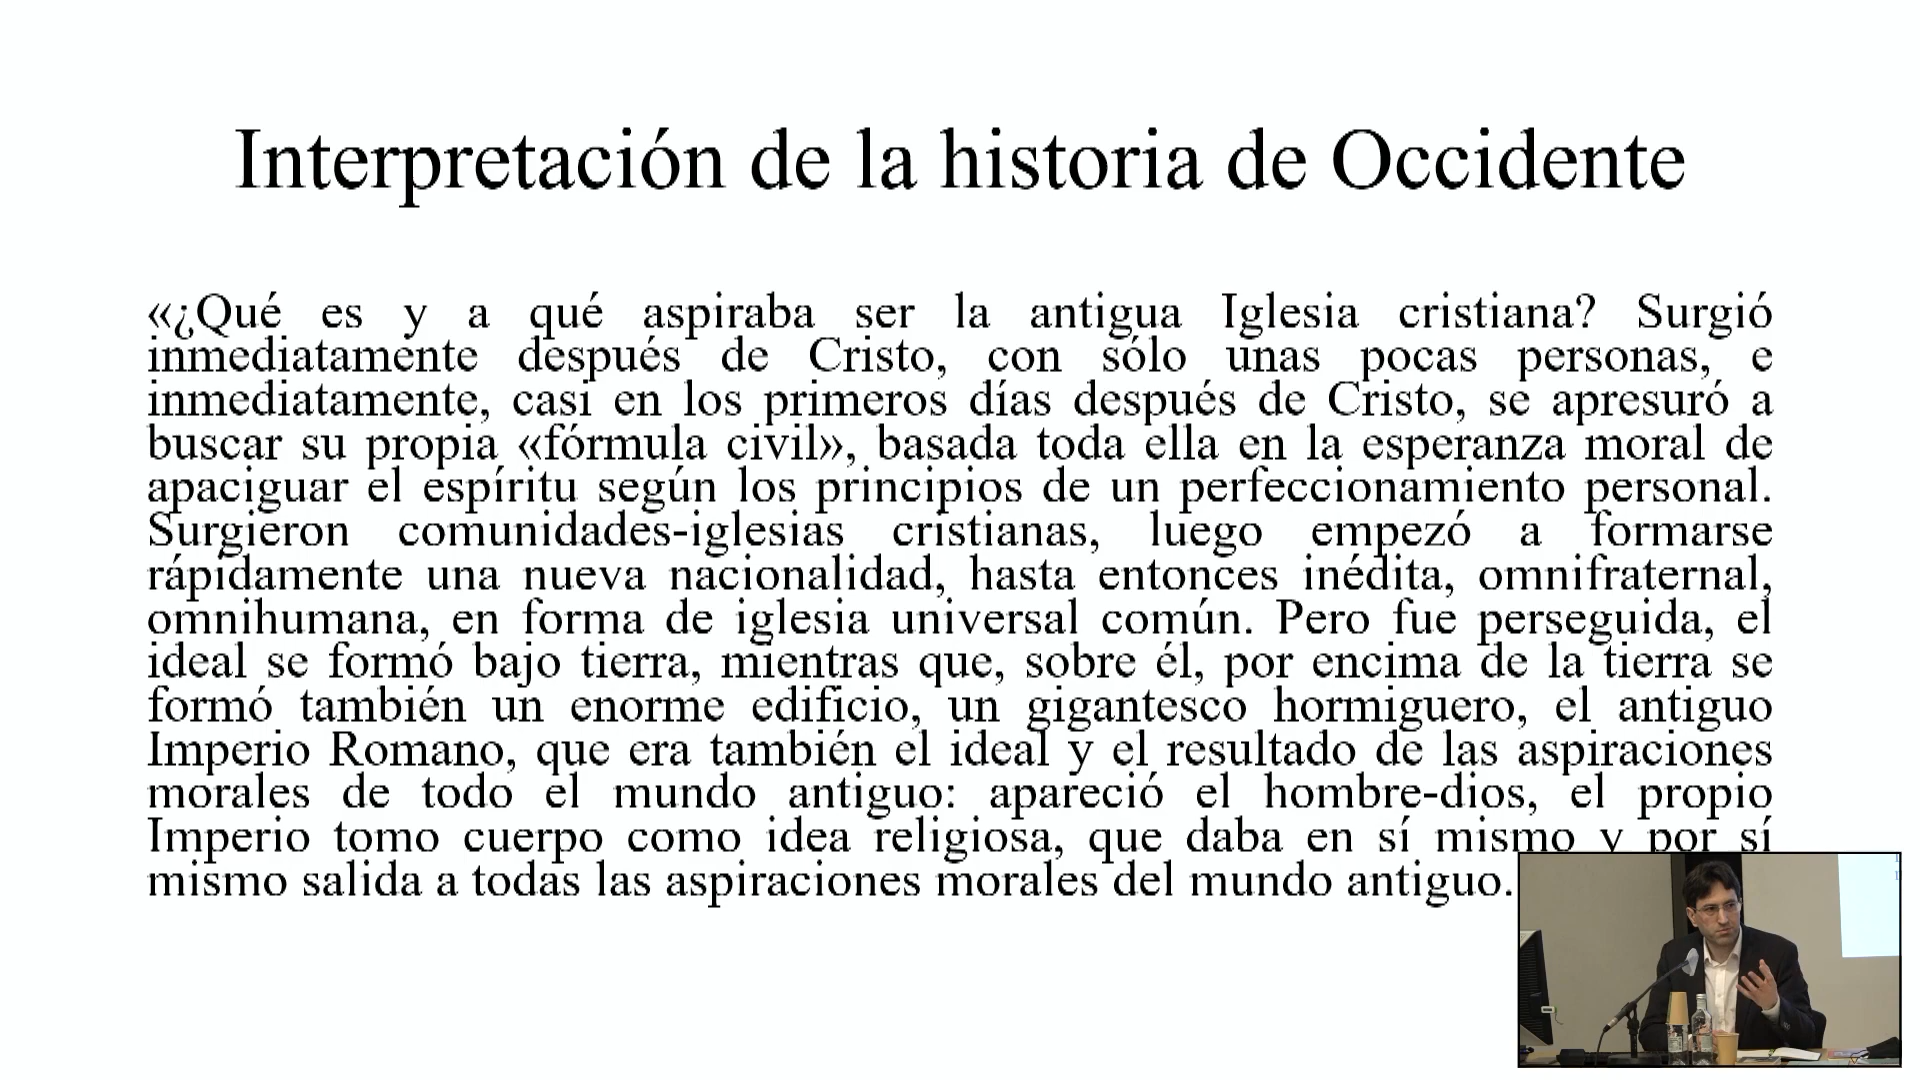 Interpretación de la historia de Occidente
«¿Qué es y a qué aspiraba ser la antigua Iglesia cristiana? Surgió
inmediatamente después de Cristo, con sólo unas pocas personas, e
inmediatamente, casi en los primeros días después de Cristo, se apresuró a
buscar su propia «fórmula civil», basada toda ella en la esperanza moral de
apaciguar el espíritu según los principios de un perfeccionamiento personal.
Surgieron comunidades-iglesias cristianas, luego empezó a formarse
rápidamente una nueva nacionalidad, hasta entonces inédita, omnifraternal,
omnihumana, en forma de iglesia universal común. Pero fue perseguida, el
ideal se formó bajo tierra, mientras que, sobre él, por encima de la tierra se
formó también un enorme edificio, un gigantesco hormiguero, el antiguo
Imperio Romano, que era también el ideal y el resultado de las aspiraciones
morales de todo el mundo antiguo: apareció el hombre-dios, el propio
Imperio tomo cuerpo como idea religiosa, que daba en sí mismo y por sí
mismo salida a todas las aspiraciones morales del mundo antiguo.